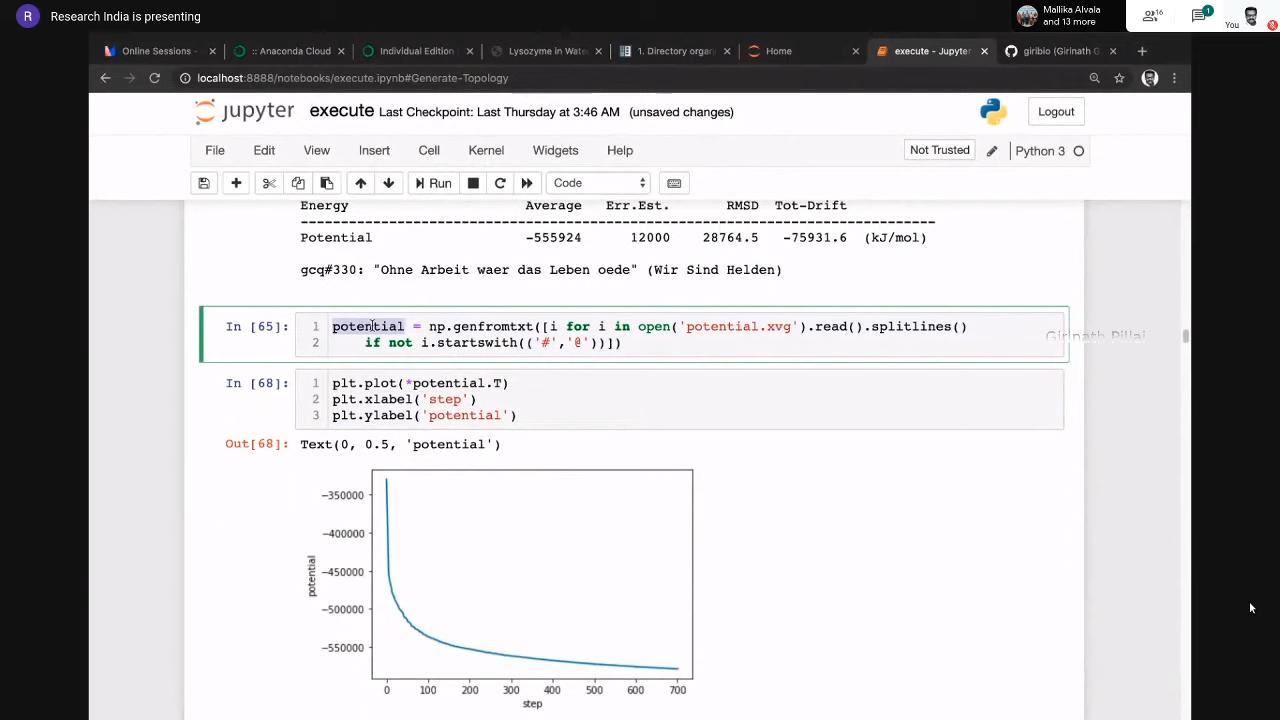 R Research India is presenting
Mallika Alvala
and 13 more
16
1
You
Online Sessions -
:: Anaconda Cloud
Individual Edition
Lysozyme in Wate
1. Directory organ
Home
execute - Jupyter
giribio (Girinath G
localhost:8888/notebooks/execute.ipynb#Generate-Topology
jupyter execute Last Checkpoint: Last Thursday at 3:46 AM (unsaved changes)
Logout
File Edit View Insert Cell Kernel Widgets Help
Not Trusted
Python 3
Run
Code
Energy Average Err.Est. RMSD Tot-Drift
-------------------------------------------------------------------------------
Potential -555924 12000 28764.5 -75931.6 (kJ/mol)
gcq#330: "Ohne Arbeit waer das Leben oede" (Wir Sind Helden)
In [65]:
1 potential = np.genfromtxt([i for i in open('potential.xvg').read().splitlines()
2 if not i.startswith(('#','@'))])
Girinath Pillai
In [68]:
1 plt.plot(*potential.T)
2 plt.xlabel('step')
3 plt.ylabel('potential')
Out[68]: Text(0, 0.5, 'potential')
−350000
−400000
−450000
−500000
−550000
potential
0 100 200 300 400 500 600 700
step